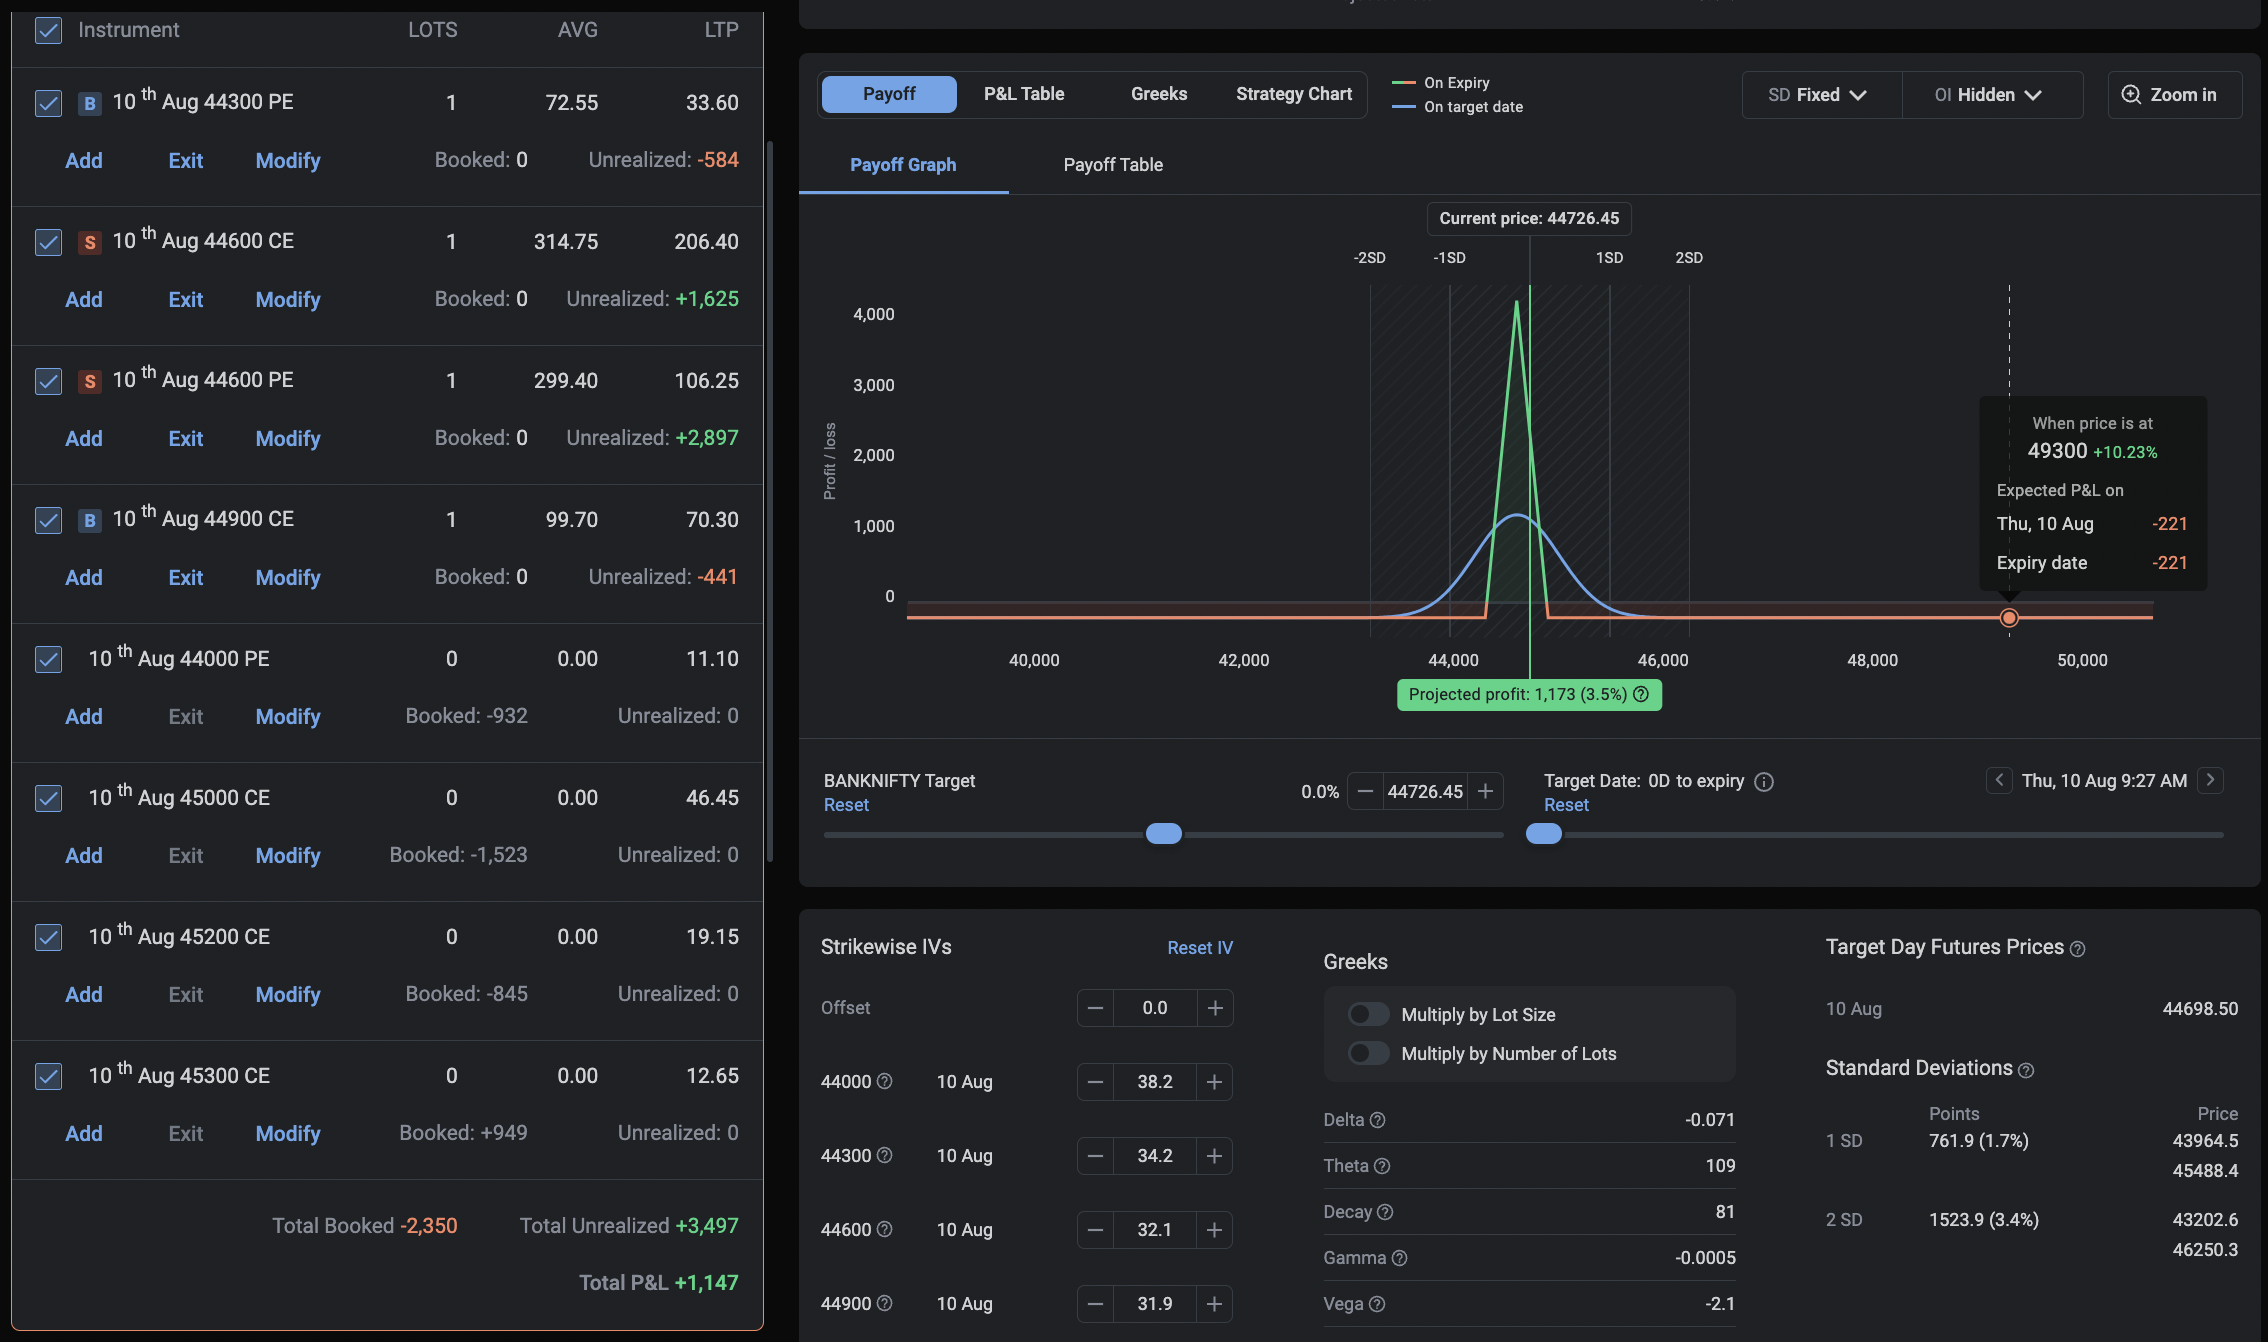 Instrument LOTS AVG LTP
B 10 th Aug 44300 PE 1 72.55 33.60
Add Exit Modify Booked: 0 Unrealized: -584
S 10 th Aug 44600 CE 1 314.75 206.40
Add Exit Modify Booked: 0 Unrealized: +1,625
S 10 th Aug 44600 PE 1 299.40 106.25
Add Exit Modify Booked: 0 Unrealized: +2,897
B 10 th Aug 44900 CE 1 99.70 70.30
Add Exit Modify Booked: 0 Unrealized: -441
10 th Aug 44000 PE 0 0.00 11.10
Add Exit Modify Booked: -932 Unrealized: 0
10 th Aug 45000 CE 0 0.00 46.45
Add Exit Modify Booked: -1,523 Unrealized: 0
10 th Aug 45200 CE 0 0.00 19.15
Add Exit Modify Booked: -845 Unrealized: 0
10 th Aug 45300 CE 0 0.00 12.65
Add Exit Modify Booked: +949 Unrealized: 0
Total Booked -2,350 Total Unrealized +3,497
Total P&L +1,147
Payoff P&L Table Greeks Strategy Chart
On Expiry
On target date
SD Fixed OI Hidden Zoom in
Payoff Graph Payoff Table
Current price: 44726.45
-2SD -1SD 1SD 2SD
Profit / loss
4,000
3,000
2,000
1,000
0
40,000 42,000 44,000 46,000 48,000 50,000
When price is at
49300 +10.23%
Expected P&L on
Thu, 10 Aug -221
Expiry date -221
Projected profit: 1,173 (3.5%)
BANKNIFTY Target
Reset
0.0% 44726.45
Target Date: 0D to expiry
Reset
Thu, 10 Aug 9:27 AM
Strikewise IVs Reset IV
Offset 0.0
44000 10 Aug 38.2
44300 10 Aug 34.2
44600 10 Aug 32.1
44900 10 Aug 31.9
Greeks
Multiply by Lot Size
Multiply by Number of Lots
Delta -0.071
Theta 109
Decay 81
Gamma -0.0005
Vega -2.1
Target Day Futures Prices
10 Aug 44698.50
Standard Deviations
Points Price
1 SD 761.9 (1.7%) 43964.5
45488.4
2 SD 1523.9 (3.4%) 43202.6
46250.3